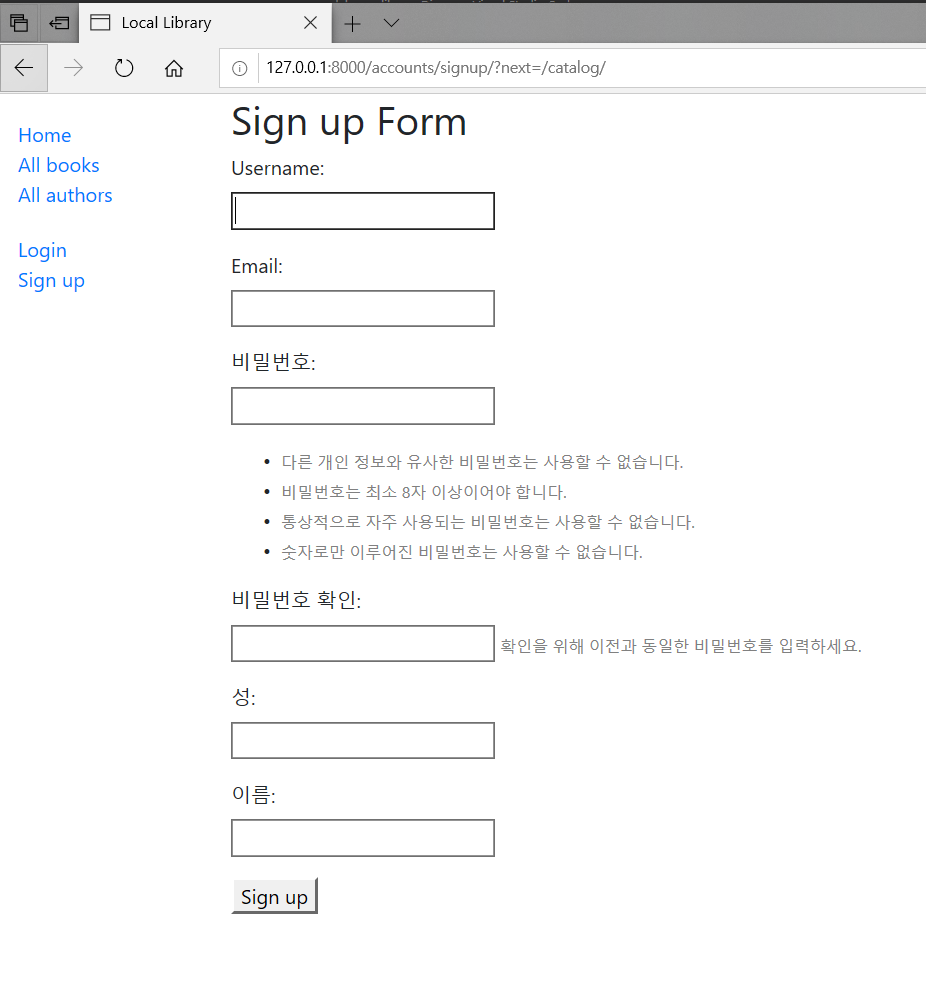 Local Library
127.0.0.1:8000/accounts/signup/?next=/catalog/
Home
All books
All authors
Login
Sign up
Sign up Form
Username:
Email:
비밀번호:
• 다른 개인 정보와 유사한 비밀번호는 사용할 수 없습니다.
• 비밀번호는 최소 8자 이상이어야 합니다.
• 통상적으로 자주 사용되는 비밀번호는 사용할 수 없습니다.
• 숫자로만 이루어진 비밀번호는 사용할 수 없습니다.
비밀번호 확인:
확인을 위해 이전과 동일한 비밀번호를 입력하세요.
성:
이름:
Sign up